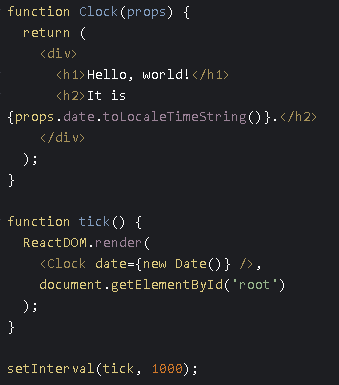 function Clock(props) {
  return (
    <div>
      <h1>Hello, world!</h1>
      <h2>It is
{props.date.toLocaleTimeString()}.</h2>
    </div>
  );
}

function tick() {
  ReactDOM.render(
    <Clock date={new Date()} />,
    document.getElementById('root')
  );
}

setInterval(tick, 1000);